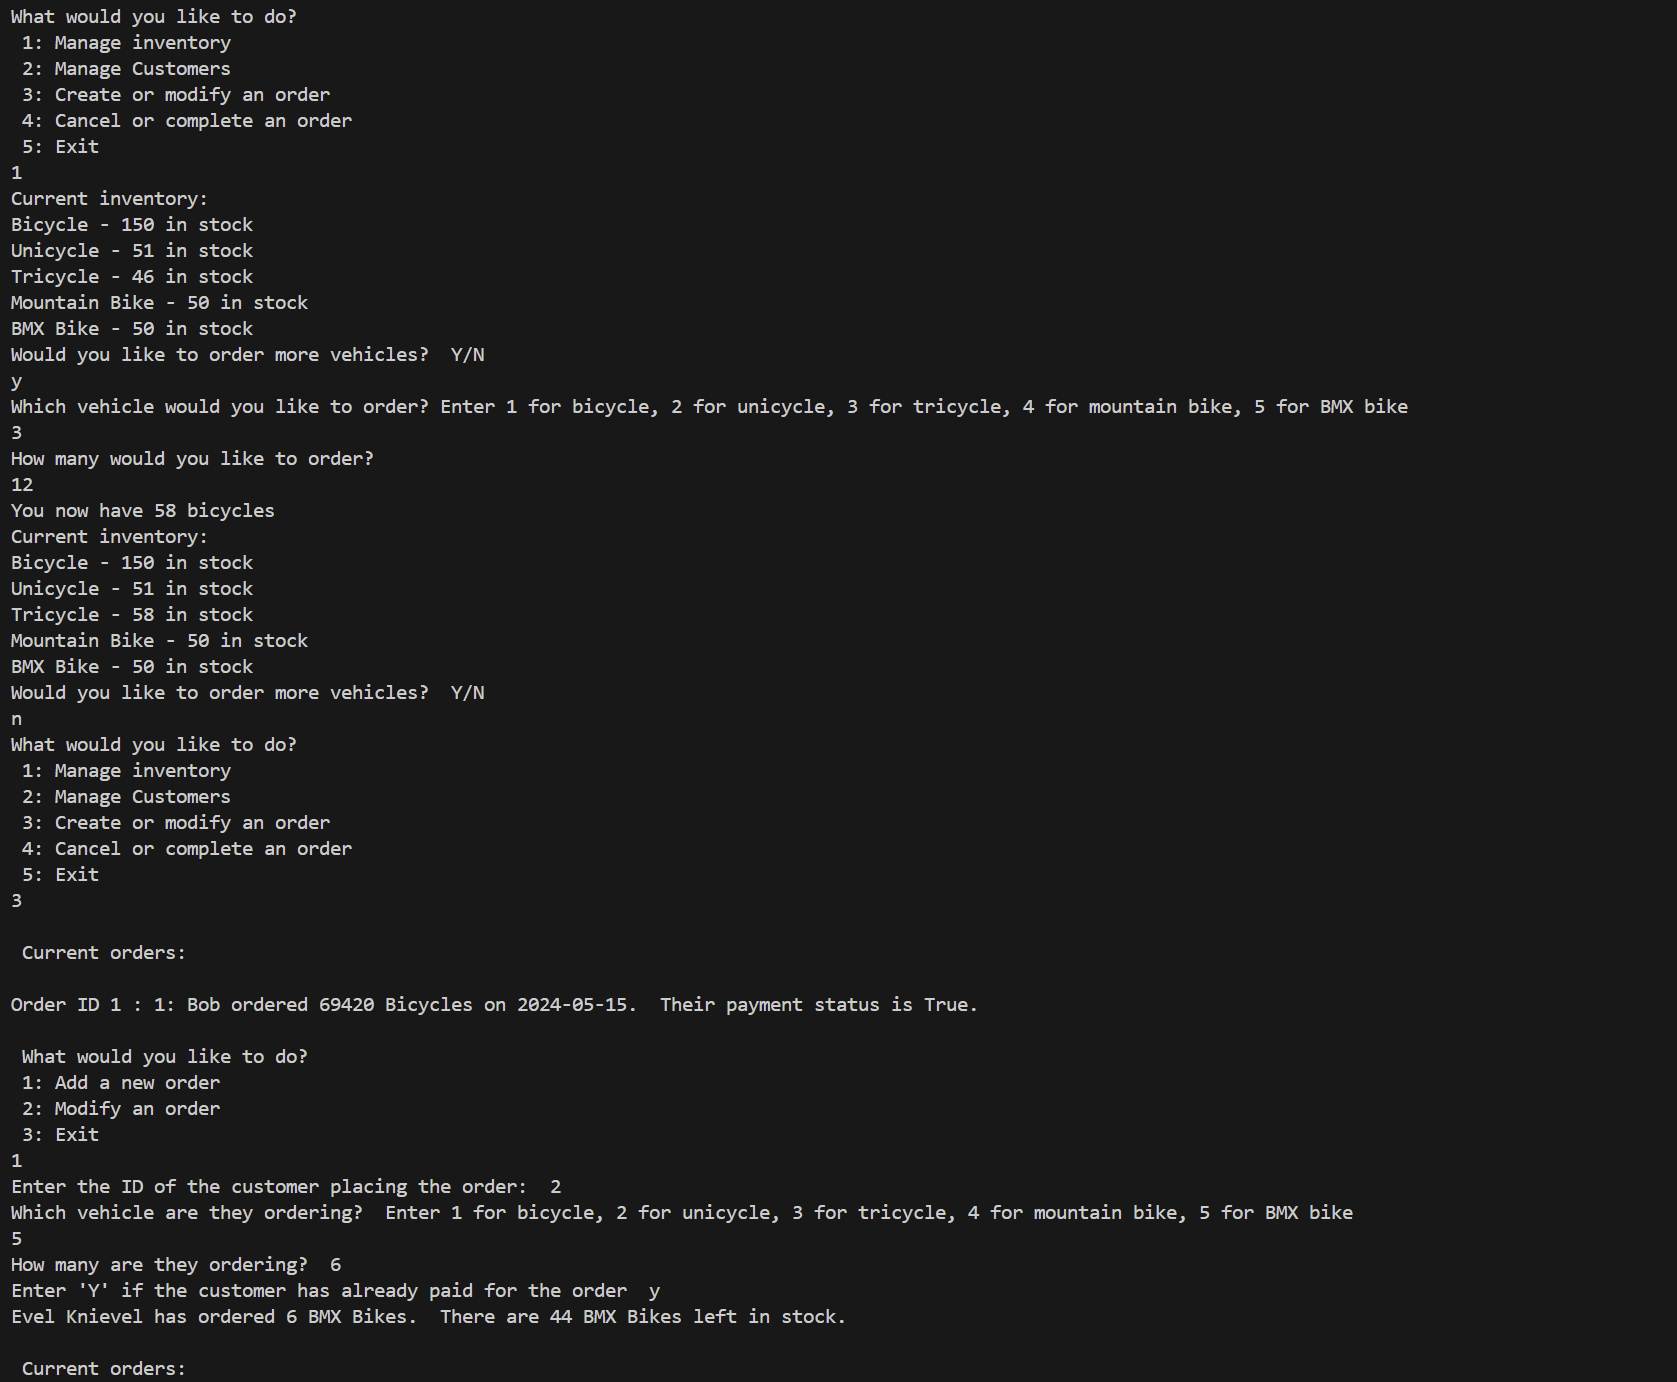 What would you like to do?
 1: Manage inventory
 2: Manage Customers
 3: Create or modify an order
 4: Cancel or complete an order
 5: Exit
1
Current inventory:
Bicycle - 150 in stock
Unicycle - 51 in stock
Tricycle - 46 in stock
Mountain Bike - 50 in stock
BMX Bike - 50 in stock
Would you like to order more vehicles?  Y/N
y
Which vehicle would you like to order? Enter 1 for bicycle, 2 for unicycle, 3 for tricycle, 4 for mountain bike, 5 for BMX bike
3
How many would you like to order?
12
You now have 58 bicycles
Current inventory:
Bicycle - 150 in stock
Unicycle - 51 in stock
Tricycle - 58 in stock
Mountain Bike - 50 in stock
BMX Bike - 50 in stock
Would you like to order more vehicles?  Y/N
n
What would you like to do?
 1: Manage inventory
 2: Manage Customers
 3: Create or modify an order
 4: Cancel or complete an order
 5: Exit
3
 Current orders:
Order ID 1 : 1: Bob ordered 69420 Bicycles on 2024-05-15.  Their payment status is True.
 What would you like to do?
 1: Add a new order
 2: Modify an order
 3: Exit
1
Enter the ID of the customer placing the order:  2
Which vehicle are they ordering?  Enter 1 for bicycle, 2 for unicycle, 3 for tricycle, 4 for mountain bike, 5 for BMX bike
5
How many are they ordering?  6
Enter 'Y' if the customer has already paid for the order  y
Evel Knievel has ordered 6 BMX Bikes.  There are 44 BMX Bikes left in stock.
 Current orders: